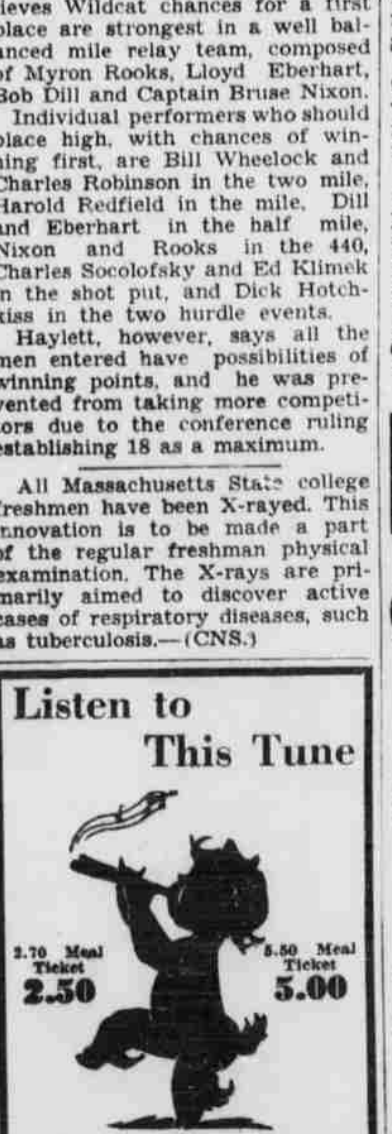 ieves Wildcat chances for a first
place are strongest in a well bal-
anced mile relay team, composed
of Myron Rooks, Lloyd Eberhart,
Bob Dill and Captain Bruse Nixon.
Individual performers who should
place high, with chances of win-
ning first, are Bill Wheelock and
Charles Robinson in the two mile,
Harold Redfield in the mile, Dill
and Eberhart in the half mile,
Nixon and Rooks in the 440,
Charles Socolofsky and Ed Klimek
in the shot put, and Dick Hotch-
kiss in the two hurdle events.
Haylett, however, says all the
men entered have possibilities of
winning points, and he was pre-
vented from taking more competi-
tors due to the conference ruling
establishing 18 as a maximum.
All Massachusetts State college
freshmen have been X-rayed. This
innovation is to be made a part
of the regular freshman physical
examination. The X-rays are pri-
marily aimed to discover active
cases of respiratory diseases, such
as tuberculosis.—(CNS.)
Listen to
This Tune
2.70 Meal
Ticket
2.50
5.50 Meal
Ticket
5.00